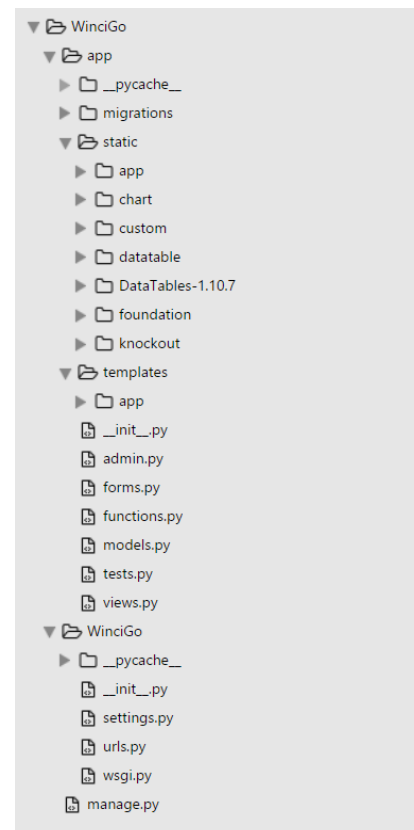 WinciGo
app
__pycache__
migrations
static
app
chart
custom
datatable
DataTables-1.10.7
foundation
knockout
templates
app
__init__.py
admin.py
forms.py
functions.py
models.py
tests.py
views.py
WinciGo
__pycache__
__init__.py
settings.py
urls.py
wsgi.py
manage.py